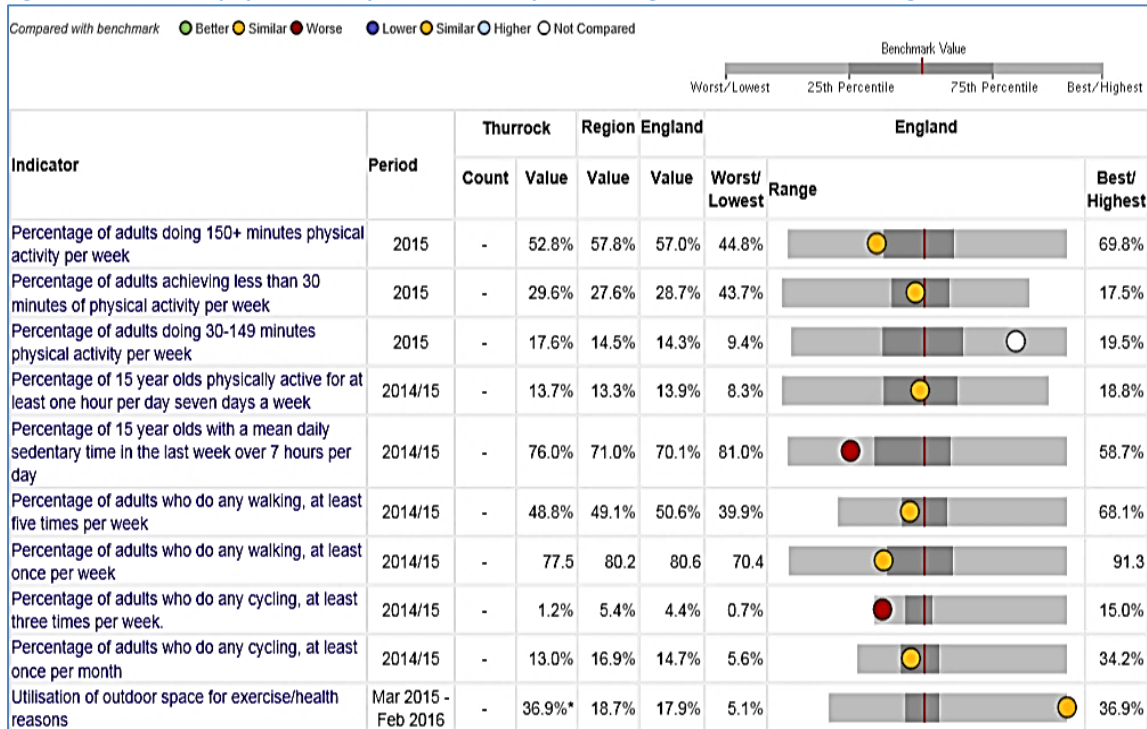 Compared with benchmark Better Similar Worse Lower Similar Higher Not Compared
Benchmark Value
Worst/Lowest 25th Percentile 75th Percentile Best/Highest
Indicator Period Thurrock Region England England
Count Value Value Value Worst/ Lowest Range Best/ Highest
Percentage of adults doing 150+ minutes physical
activity per week 2015 - 52.8% 57.8% 57.0% 44.8% 69.8%
Percentage of adults achieving less than 30
minutes of physical activity per week 2015 - 29.6% 27.6% 28.7% 43.7% 17.5%
Percentage of adults doing 30-149 minutes
physical activity per week 2015 - 17.6% 14.5% 14.3% 9.4% 19.5%
Percentage of 15 year olds physically active for at
least one hour per day seven days a week 2014/15 - 13.7% 13.3% 13.9% 8.3% 18.8%
Percentage of 15 year olds with a mean daily
sedentary time in the last week over 7 hours per
day 2014/15 - 76.0% 71.0% 70.1% 81.0% 58.7%
Percentage of adults who do any walking, at least
five times per week 2014/15 - 48.8% 49.1% 50.6% 39.9% 68.1%
Percentage of adults who do any walking, at least
once per week 2014/15 - 77.5 80.2 80.6 70.4 91.3
Percentage of adults who do any cycling, at least
three times per week. 2014/15 - 1.2% 5.4% 4.4% 0.7% 15.0%
Percentage of adults who do any cycling, at least
once per month 2014/15 - 13.0% 16.9% 14.7% 5.6% 34.2%
Utilisation of outdoor space for exercise/health
reasons Mar 2015 - Feb 2016 - 36.9%* 18.7% 17.9% 5.1% 36.9%